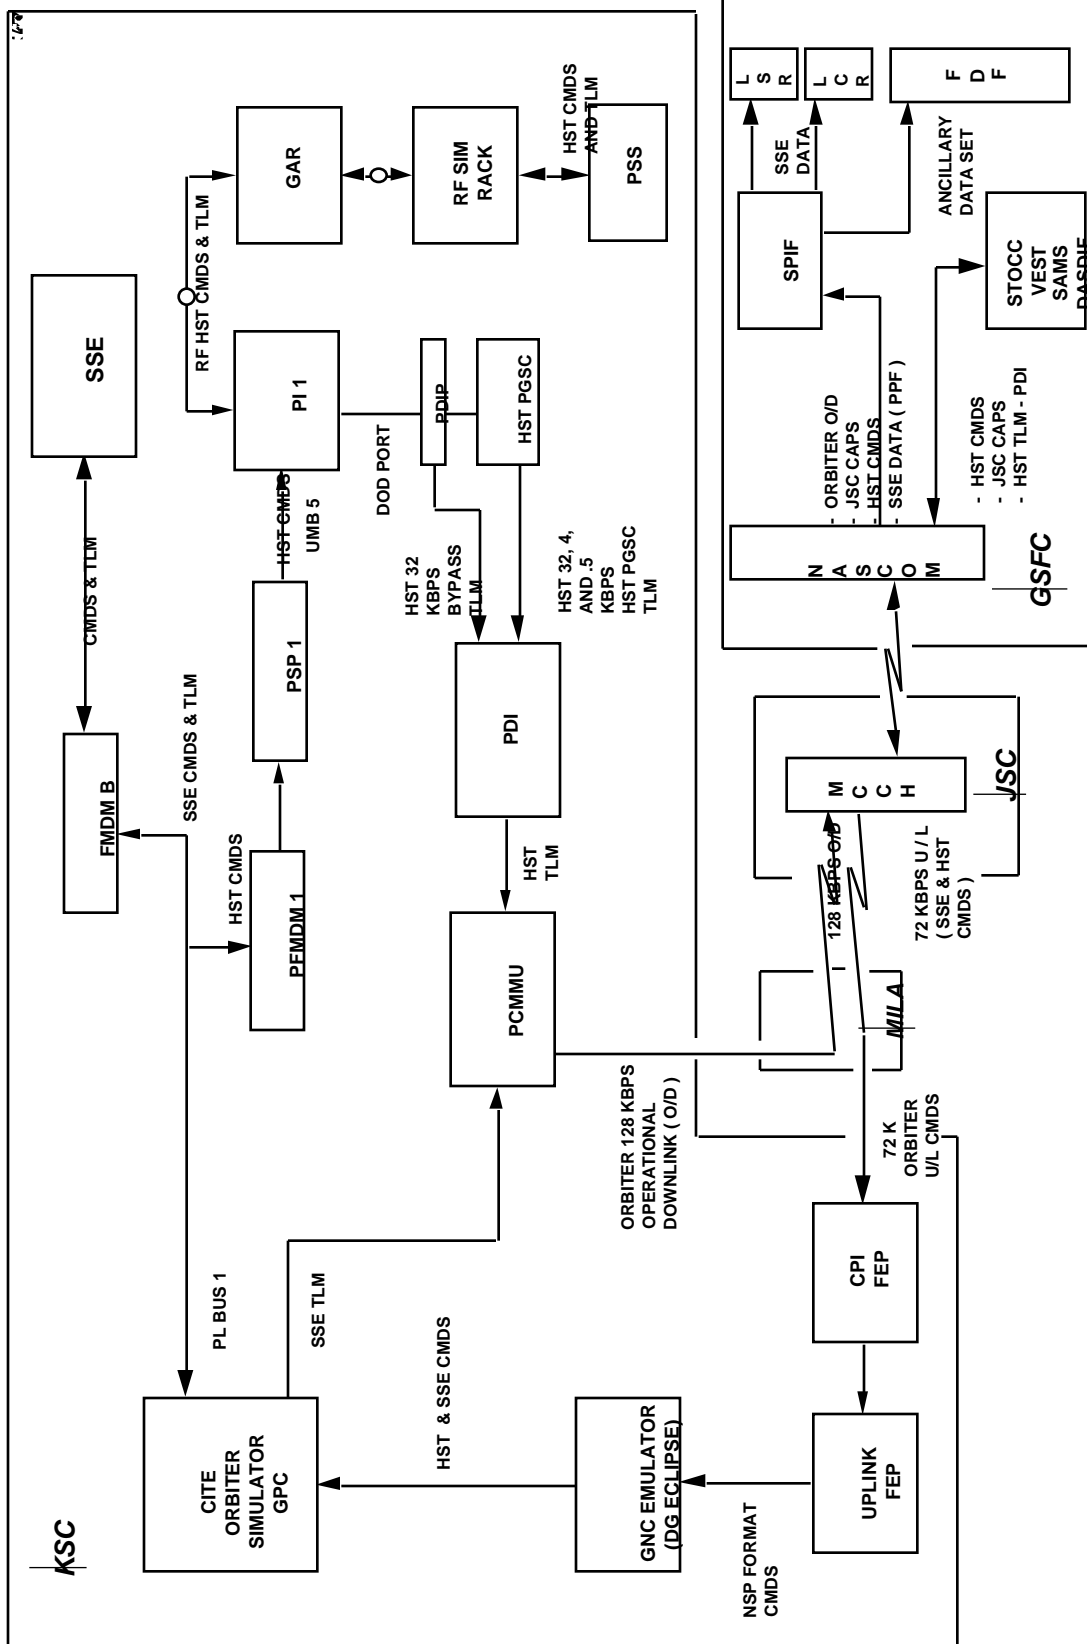 KSC
CITE
ORBITER
SIMULATOR
GPC
PL BUS 1
SSE TLM
HST & SSE CMDS
GNC EMULATOR
(DG ECLIPSE)
NSP FORMAT
CMDS
UPLINK
FEP
CPI
FEP
72 K
ORBITER
U/L CMDS
FMDM B
CMDS & TLM
SSE
SSE CMDS & TLM
HST CMDS
PFMDM 1
PSP 1
HST CMDS
UMB 5
PI 1
RF HST CMDS & TLM
GAR
RF SIM
RACK
HST CMDS
AND TLM
PSS
DOD PORT
PDIP
HST PGSC
HST 32
KBPS
BYPASS
TLM
HST 32, 4,
AND .5
KBPS
HST PGSC
TLM
PDI
HST
TLM
PCMMU
ORBITER 128 KBPS
OPERATIONAL
DOWNLINK ( O/D )
MILA
128 KBPS O/D
72 KBPS U / L
( SSE & HST
CMDS )
M
C
C
H
JSC
N
A
S
C
O
M
GSFC
- ORBITER O/D
- JSC CAPS
- HST CMDS
- SSE DATA ( PPF )
- HST CMDS
- JSC CAPS
- HST TLM - PDI
SPIF
SSE
DATA
L
S
R
L
C
R
F
D
F
ANCILLARY
DATA SET
STOCC
VEST
SAMS
DASDIF